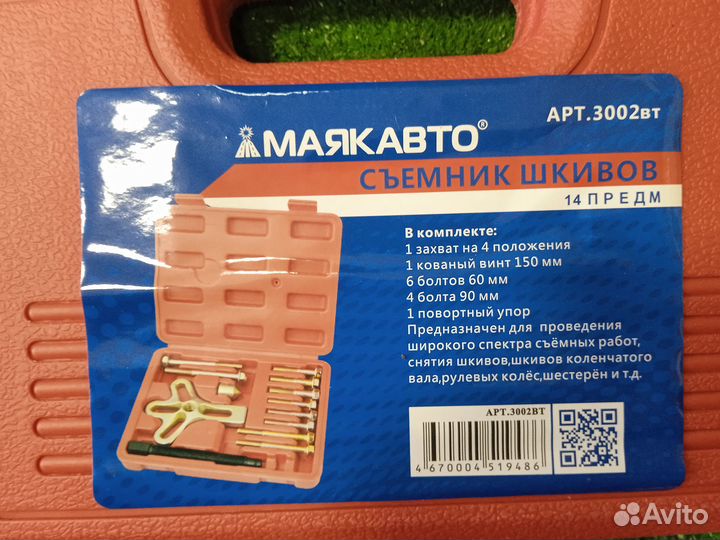 АРТ.3002вт
МАЯКАВТО®
СЪЕМНИК ШКИВОВ
14 ПРЕДМ
В комплекте:
1 захват на 4 положения
1 кованый винт 150 мм
6 болтов 60 мм
4 болта 90 мм
1 повортный упор
Предназначен для проведения
широкого спектра съёмных работ,
снятия шкивов,шкивов коленчатого
вала,рулевых колёс,шестерён и т.д.
АРТ.3002ВТ
4 670004 519486
Avito